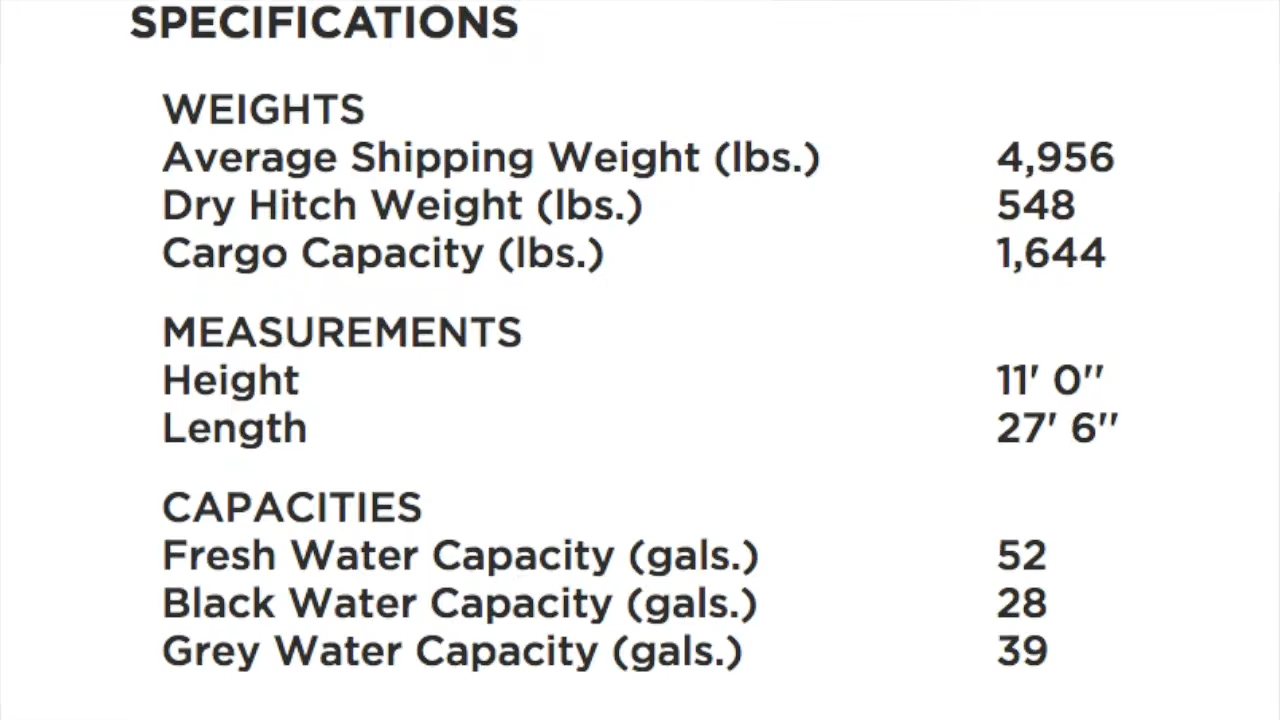 SPECIFICATIONS
WEIGHTS
Average Shipping Weight (lbs.) 4,956
Dry Hitch Weight (lbs.) 548
Cargo Capacity (lbs.) 1,644
MEASUREMENTS
Height 11' 0''
Length 27' 6''
CAPACITIES
Fresh Water Capacity (gals.) 52
Black Water Capacity (gals.) 28
Grey Water Capacity (gals.) 39